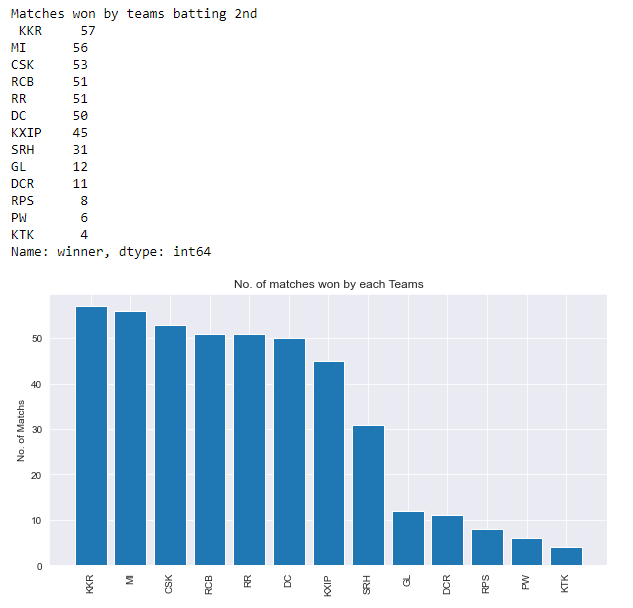 Matches won by teams batting 2nd
KKR 57
MI 56
CSK 53
RCB 51
RR 51
DC 50
KXIP 45
SRH 31
GL 12
DCR 11
RPS 8
PW 6
KTK 4
Name: winner, dtype: int64
No. of matches won by each Teams
No. of Matchs
50
40
30
20
10
0
KKR MI CSK RCB RR DC KXIP SRH GL DCR RPS PW KTK